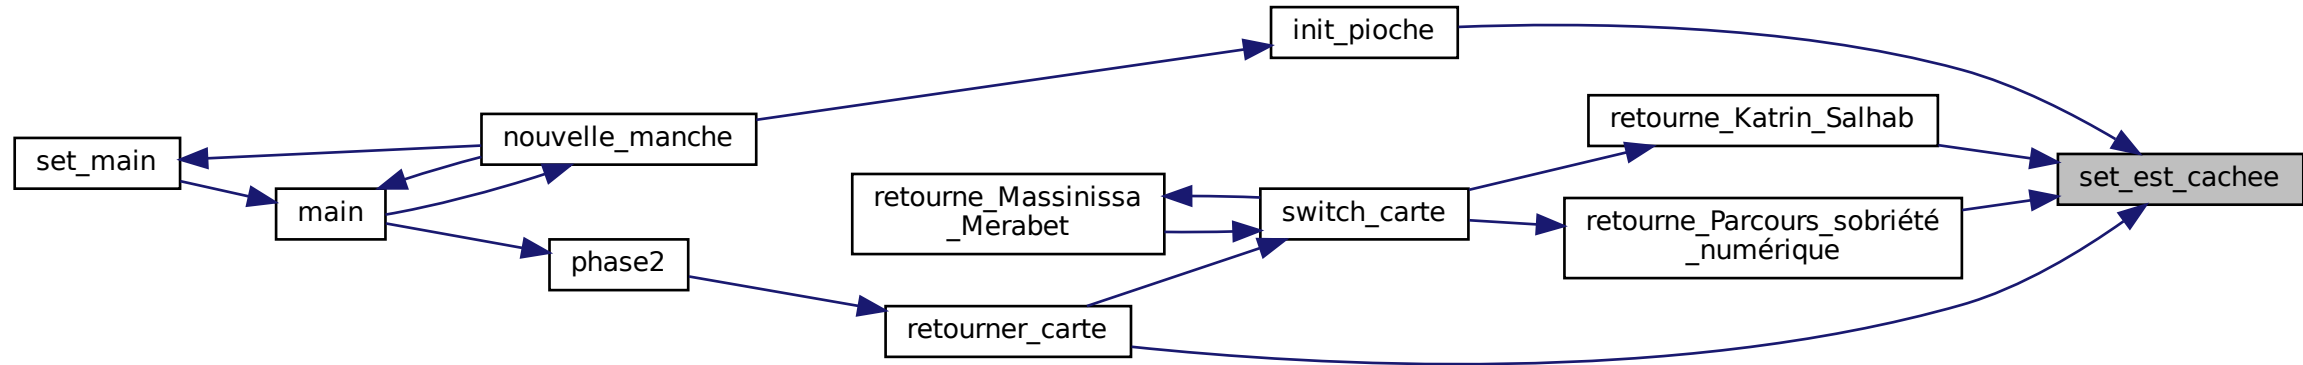 init_pioche
retourne_Katrin_Salhab
nouvelle_manche
set_main
set_est_cachee
retourne_Massinissa
_Merabet
main
switch_carte
retourne_Parcours_sobriété
_numérique
phase2
retourner_carte